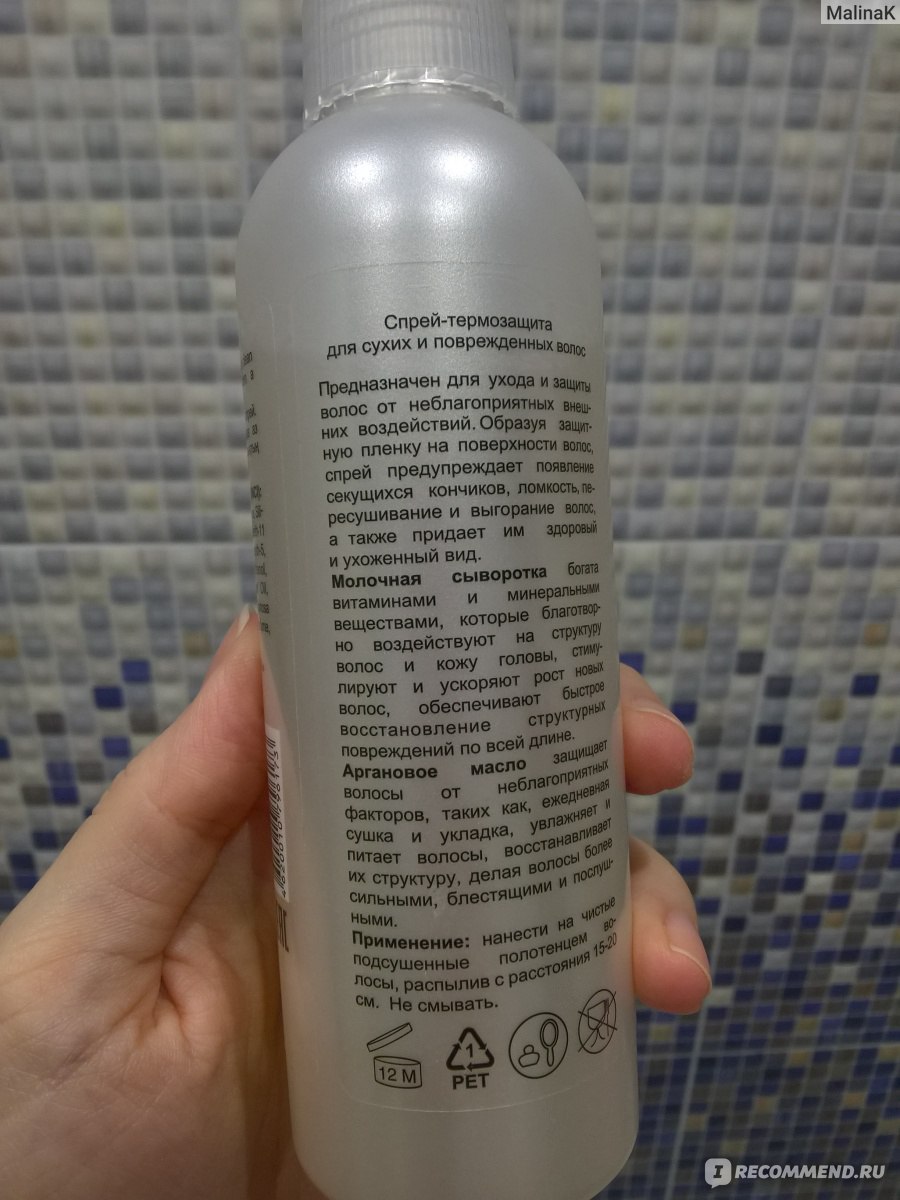 MalinaK
Спрей-термозащита
для сухих и поврежденных волос
Предназначен для ухода и защиты
волос от неблагоприятных внеш-
них воздействий. Образуя защит-
ную пленку на поверхности волос,
спрей предупреждает появление
секущихся кончиков, ломкость, пе-
ресушивание и выгорание волос,
а также придает им здоровый
и ухоженный вид.
Молочная сыворотка богата
витаминами и минеральными
веществами, которые благотвор-
но воздействуют на структуру
волос и кожу головы, стиму-
лируют и ускоряют рост новых
волос, обеспечивают быстрое
восстановление структурных
повреждений по всей длине.
Аргановое масло защищает
волосы от неблагоприятных
факторов, таких как, ежедневная
сушка и укладка, увлажняет и
питает волосы, восстанавливает
их структуру, делая волосы более
сильными, блестящими и послуш-
ными.
Применение: нанести на чистые
подсушенные полотенцем во-
лосы, распылив с расстояния 15-20
см. Не смывать.
12 M
1
PET
IRECOMMEND.RU